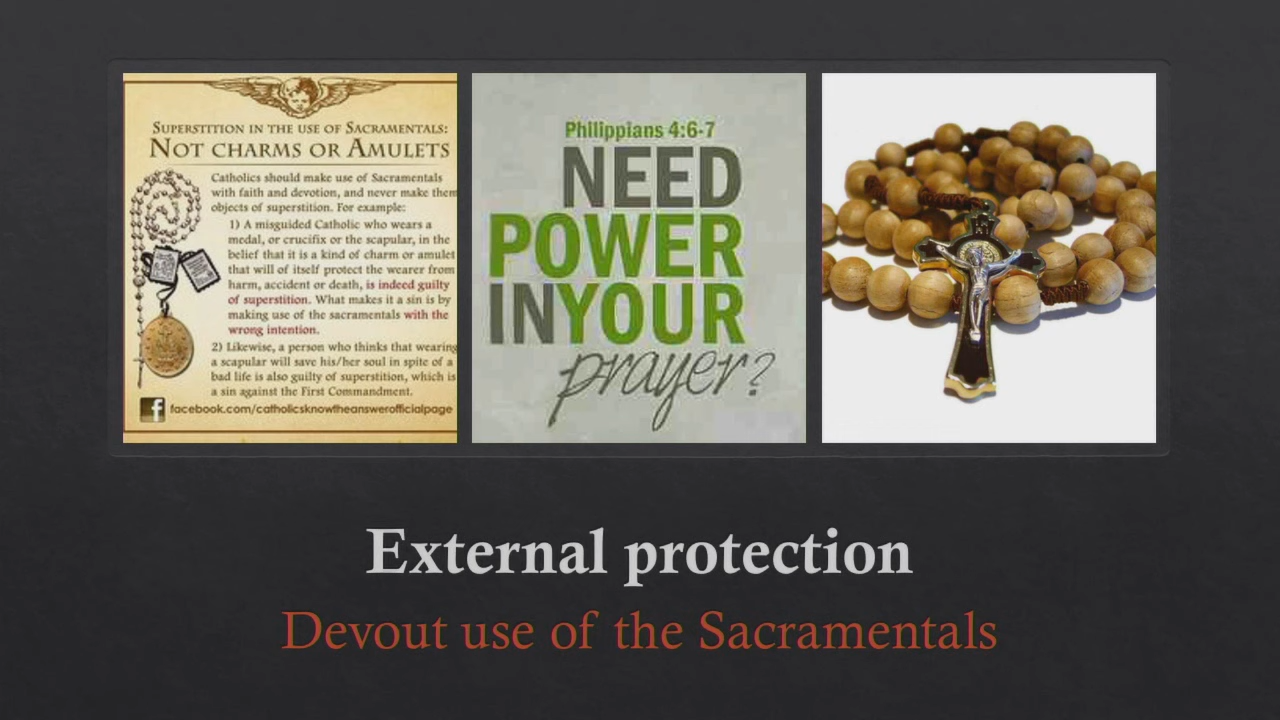 SUPERSTITION IN THE USE OF SACRAMENTALS:
NOT CHARMS OR AMULETS
Catholics should make use of Sacramentals
with faith and devotion, and never make them
objects of superstition. For example:
1) A misguided Catholic who wears a
medal, or crucifix or the scapular, in the
belief that it is a kind of charm or amulet
that will of itself protect the wearer from
harm, accident or death, is indeed guilty
of superstition. What makes it a sin is by
making use of the sacramentals with the
wrong intention.
2) Likewise, a person who thinks that wearing
a scapular will save his/her soul in spite of a
bad life is also guilty of superstition, which is
a sin against the First Commandment.
f facebook.com/catholicsknowtheanswerofficialpage
Philippians 4:6-7
NEED
POWER
INYOUR
prayer?
External protection
Devout use of the Sacramentals